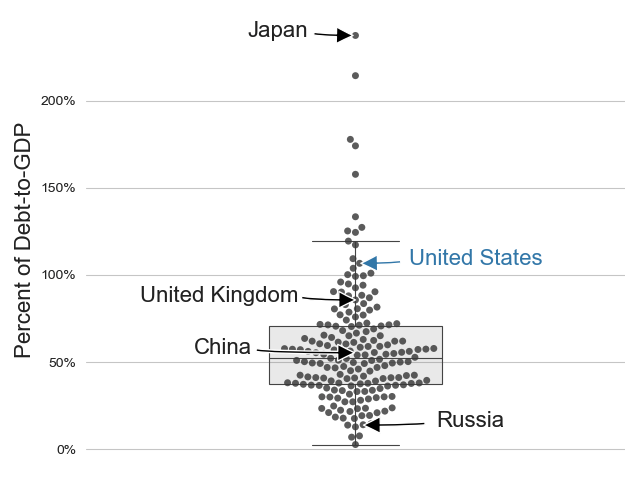 Japan
200%
150%
United States
100%
United Kingdom
China
50%
Russia
0%
Percent of Debt-to-GDP